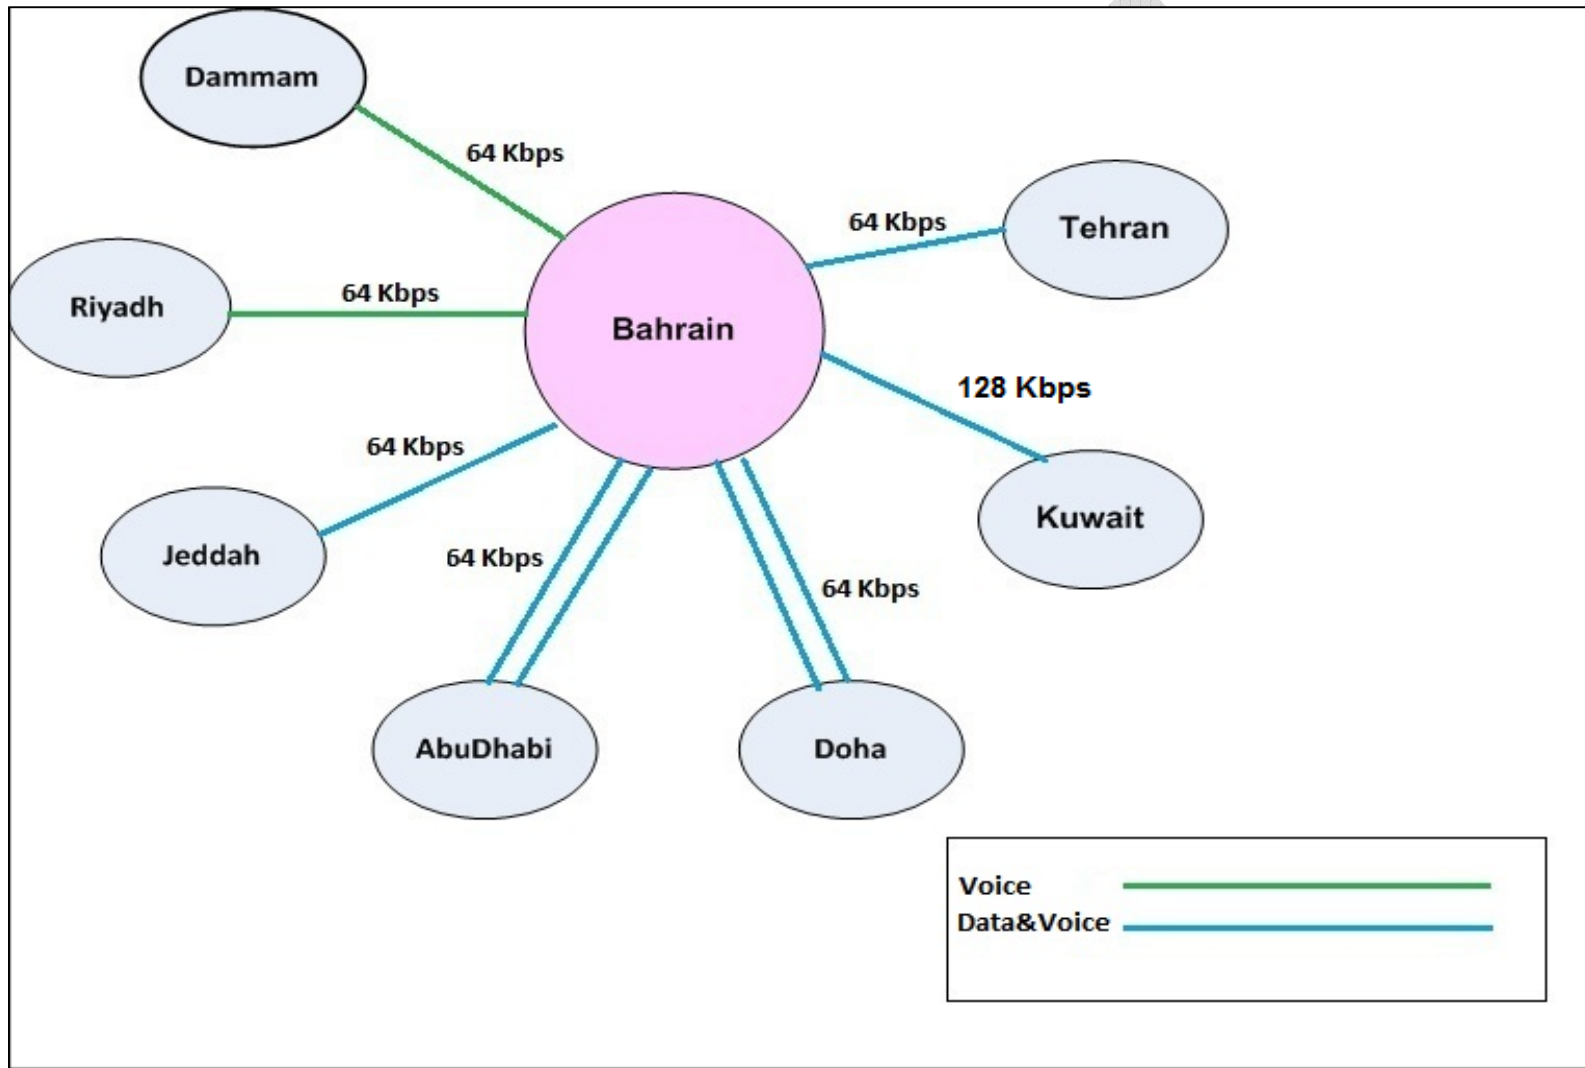 Dammam
64 Kbps
Tehran
64 Kbps
Riyadh
64 Kbps
Bahrain
128 Kbps
64 Kbps
Kuwait
Jeddah
64 Kbps
64 Kbps
AbuDhabi
Doha
Voice
Data&Voice